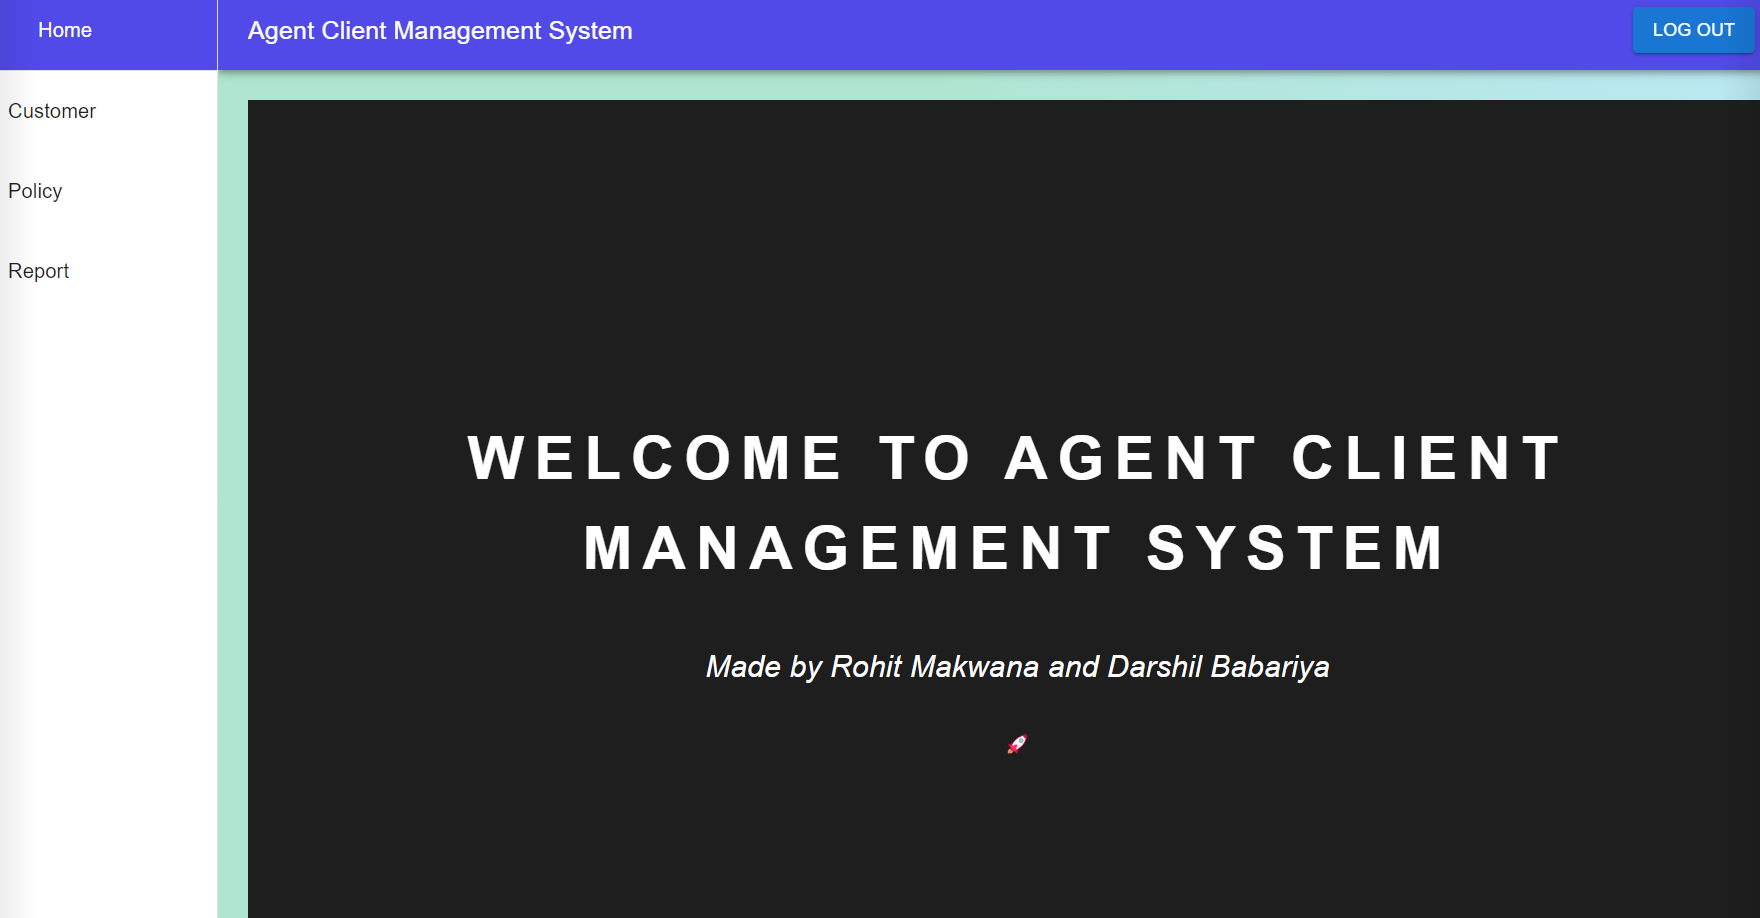 Home
Agent Client Management System
LOG OUT
Customer
Policy
Report
WELCOME TO AGENT CLIENT
MANAGEMENT SYSTEM
Made by Rohit Makwana and Darshil Babariya
🚀